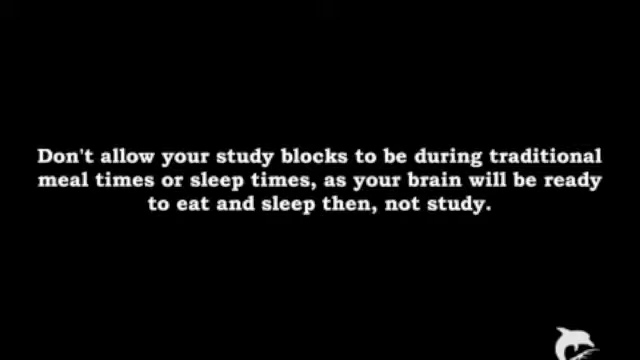 Don't allow your study blocks to be during traditional
meal times or sleep times, as your brain will be ready
to eat and sleep then, not study.